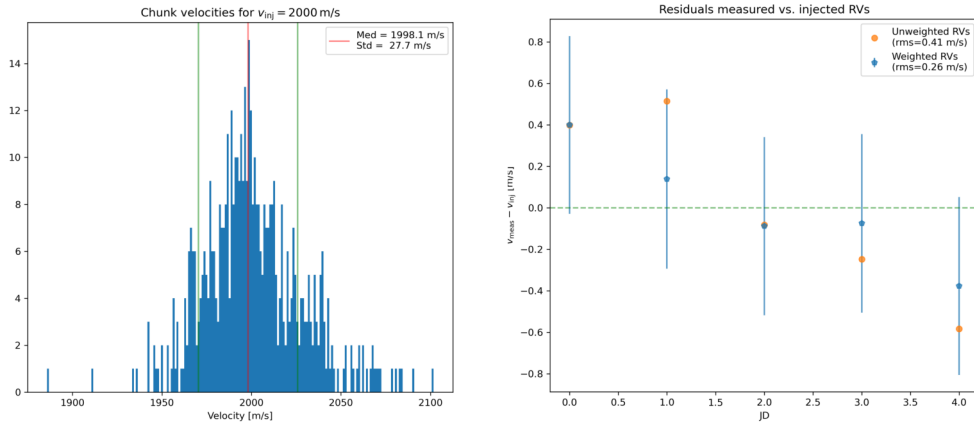 Chunk velocities for v_inj = 2000 m/s
Med = 1998.1 m/s
Std = 27.7 m/s
14
12
10
8
6
4
2
0
1900
1950
2000
2050
2100
Velocity [m/s]
Residuals measured vs. injected RVs
Unweighted RVs
(rms=0.41 m/s)
Weighted RVs
(rms=0.26 m/s)
v_meas − v_inj [m/s]
0.8
0.6
0.4
0.2
0.0
−0.2
−0.4
−0.6
−0.8
0.0
0.5
1.0
1.5
2.0
2.5
3.0
3.5
4.0
JD